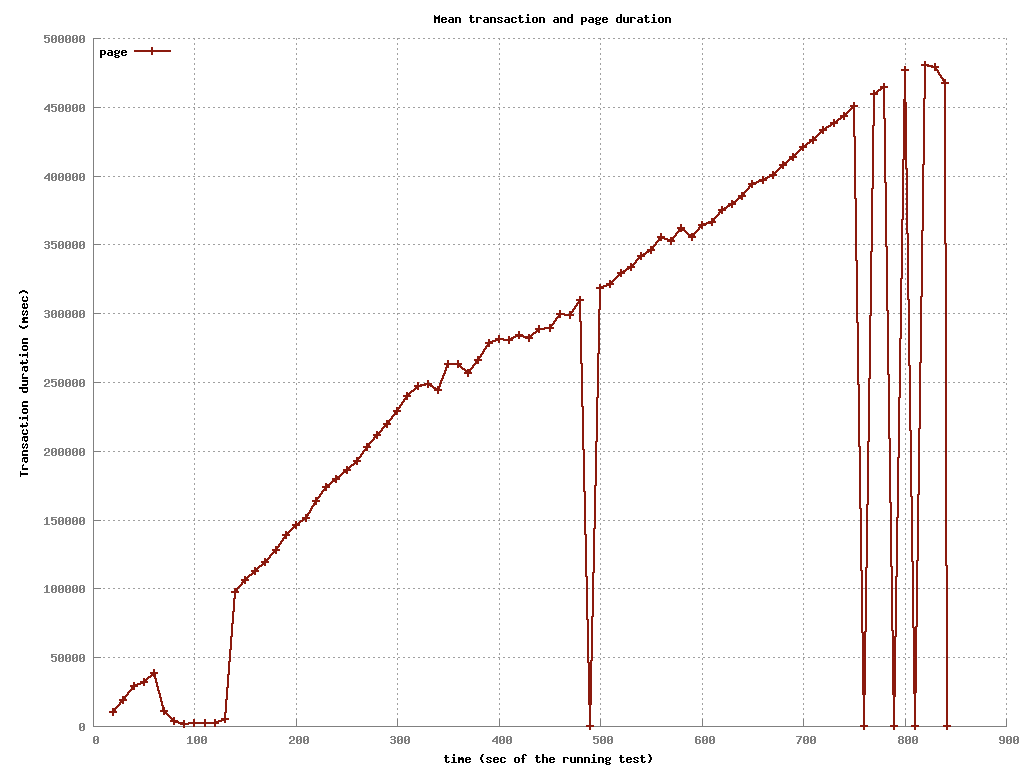 Mean transaction and page duration
page
500000
450000
400000
350000
300000
250000
200000
150000
100000
50000
0
Transaction duration (msec)
0 100 200 300 400 500 600 700 800 900
time (sec of the running test)